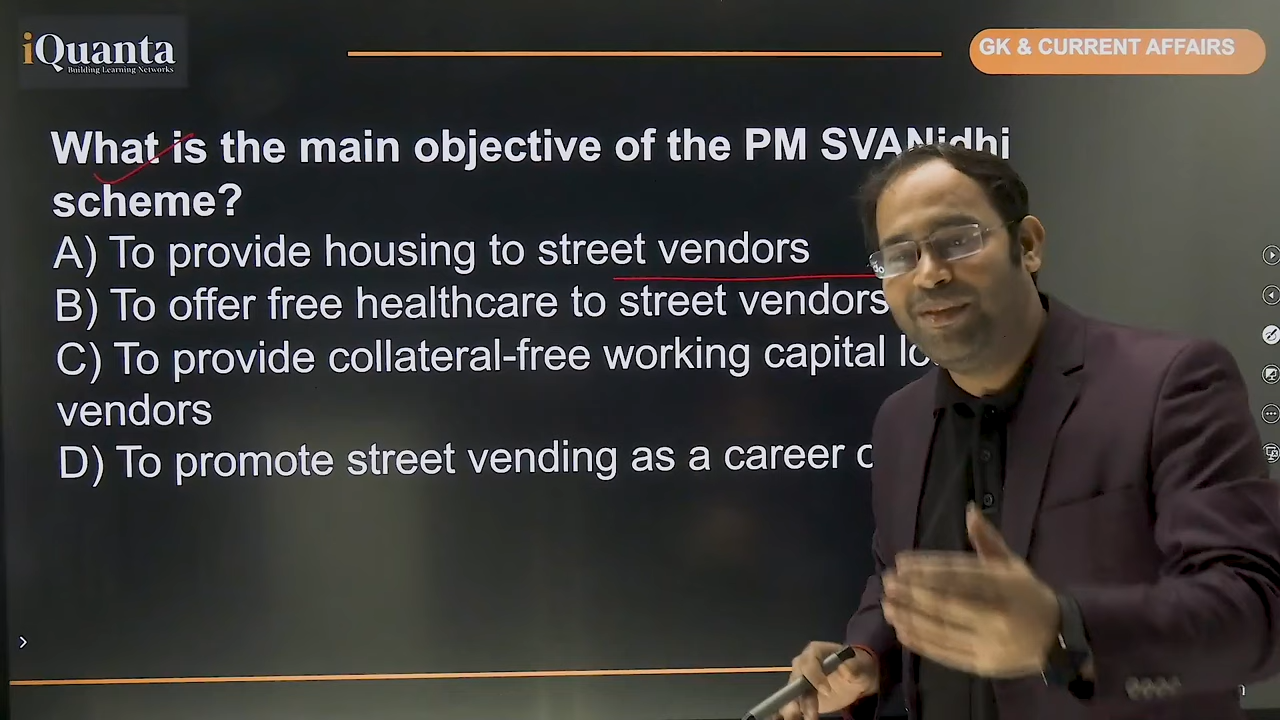 iQuanta
Building Learning Networks
GK & CURRENT AFFAIRS
What is the main objective of the PM SVANidhi
scheme?
A) To provide housing to street vendors
B) To offer free healthcare to street vendors
C) To provide collateral-free working capital
vendors
D) To promote street vending as a career